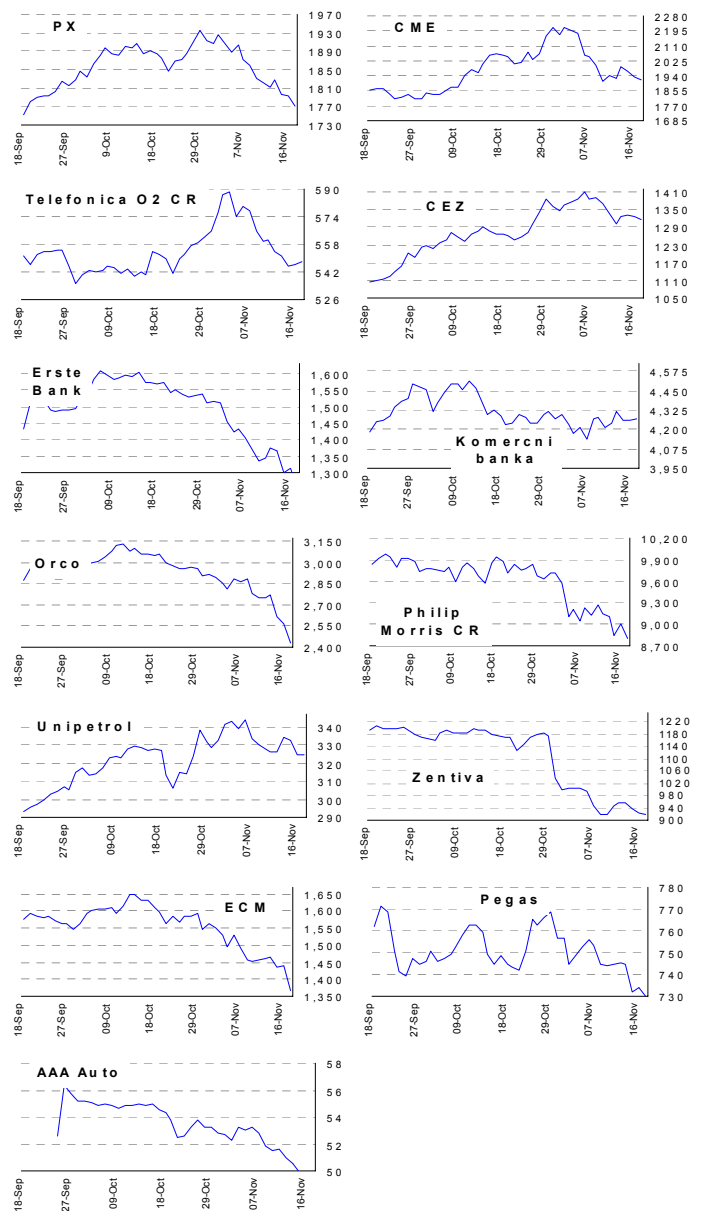 PX
1970
1930
1890
1850
1810
1770
1730
18-Sep
27-Sep
9-Oct
18-Oct
29-Oct
7-Nov
16-Nov
CME
2280
2195
2110
2025
1940
1855
1770
1685
18-Sep
27-Sep
09-Oct
18-Oct
29-Oct
07-Nov
16-Nov
Telefonica O2 CR
590
574
558
542
526
18-Sep
27-Sep
09-Oct
18-Oct
29-Oct
07-Nov
16-Nov
CEZ
1410
1350
1290
1230
1170
1110
1050
18-Sep
27-Sep
09-Oct
18-Oct
29-Oct
07-Nov
16-Nov
Erste
Bank
1,600
1,550
1,500
1,450
1,400
1,350
1,300
18-Sep
27-Sep
09-Oct
18-Oct
29-Oct
07-Nov
16-Nov
Komercni
banka
4,575
4,450
4,325
4,200
4,075
3,950
18-Sep
27-Sep
09-Oct
18-Oct
29-Oct
07-Nov
16-Nov
Orco
3,150
3,000
2,850
2,700
2,550
2,400
18-Sep
27-Sep
09-Oct
18-Oct
29-Oct
07-Nov
16-Nov
Philip
Morris CR
10,200
9,900
9,600
9,300
9,000
8,700
18-Sep
27-Sep
09-Oct
18-Oct
29-Oct
07-Nov
16-Nov
Unipetrol
340
330
320
310
300
290
18-Sep
27-Sep
09-Oct
18-Oct
29-Oct
07-Nov
16-Nov
Zentiva
1220
1180
1140
1100
1060
1020
980
940
900
18-Sep
27-Sep
09-Oct
18-Oct
29-Oct
07-Nov
16-Nov
ECM
1,650
1,600
1,550
1,500
1,450
1,400
1,350
18-Sep
27-Sep
09-Oct
18-Oct
29-Oct
07-Nov
16-Nov
Pegas
780
770
760
750
740
730
18-Sep
27-Sep
09-Oct
18-Oct
29-Oct
07-Nov
16-Nov
AAA Auto
58
56
54
52
50
18-Sep
27-Sep
09-Oct
18-Oct
29-Oct
07-Nov
16-Nov